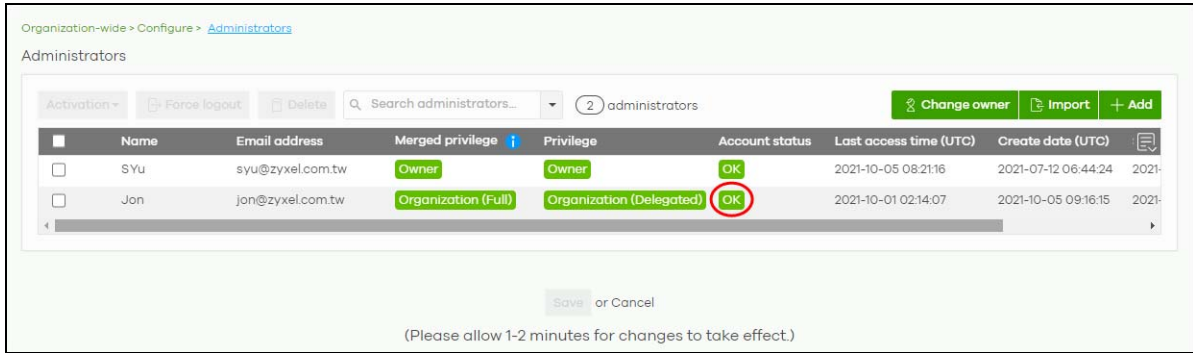 Organization-wide > Configure > Administrators
Administrators
Activation Force logout Delete Search administrators... 2 administrators Change owner Import + Add
Name Email address Merged privilege i Privilege Account status Last access time (UTC) Create date (UTC)
SYu syu@zyxel.com.tw Owner Owner OK 2021-10-05 08:21:16 2021-07-12 06:44:24 2021-
Jon jon@zyxel.com.tw Organization (Full) Organization (Delegated) OK 2021-10-01 02:14:07 2021-10-05 09:16:15 2021-
Save or Cancel
(Please allow 1-2 minutes for changes to take effect.)